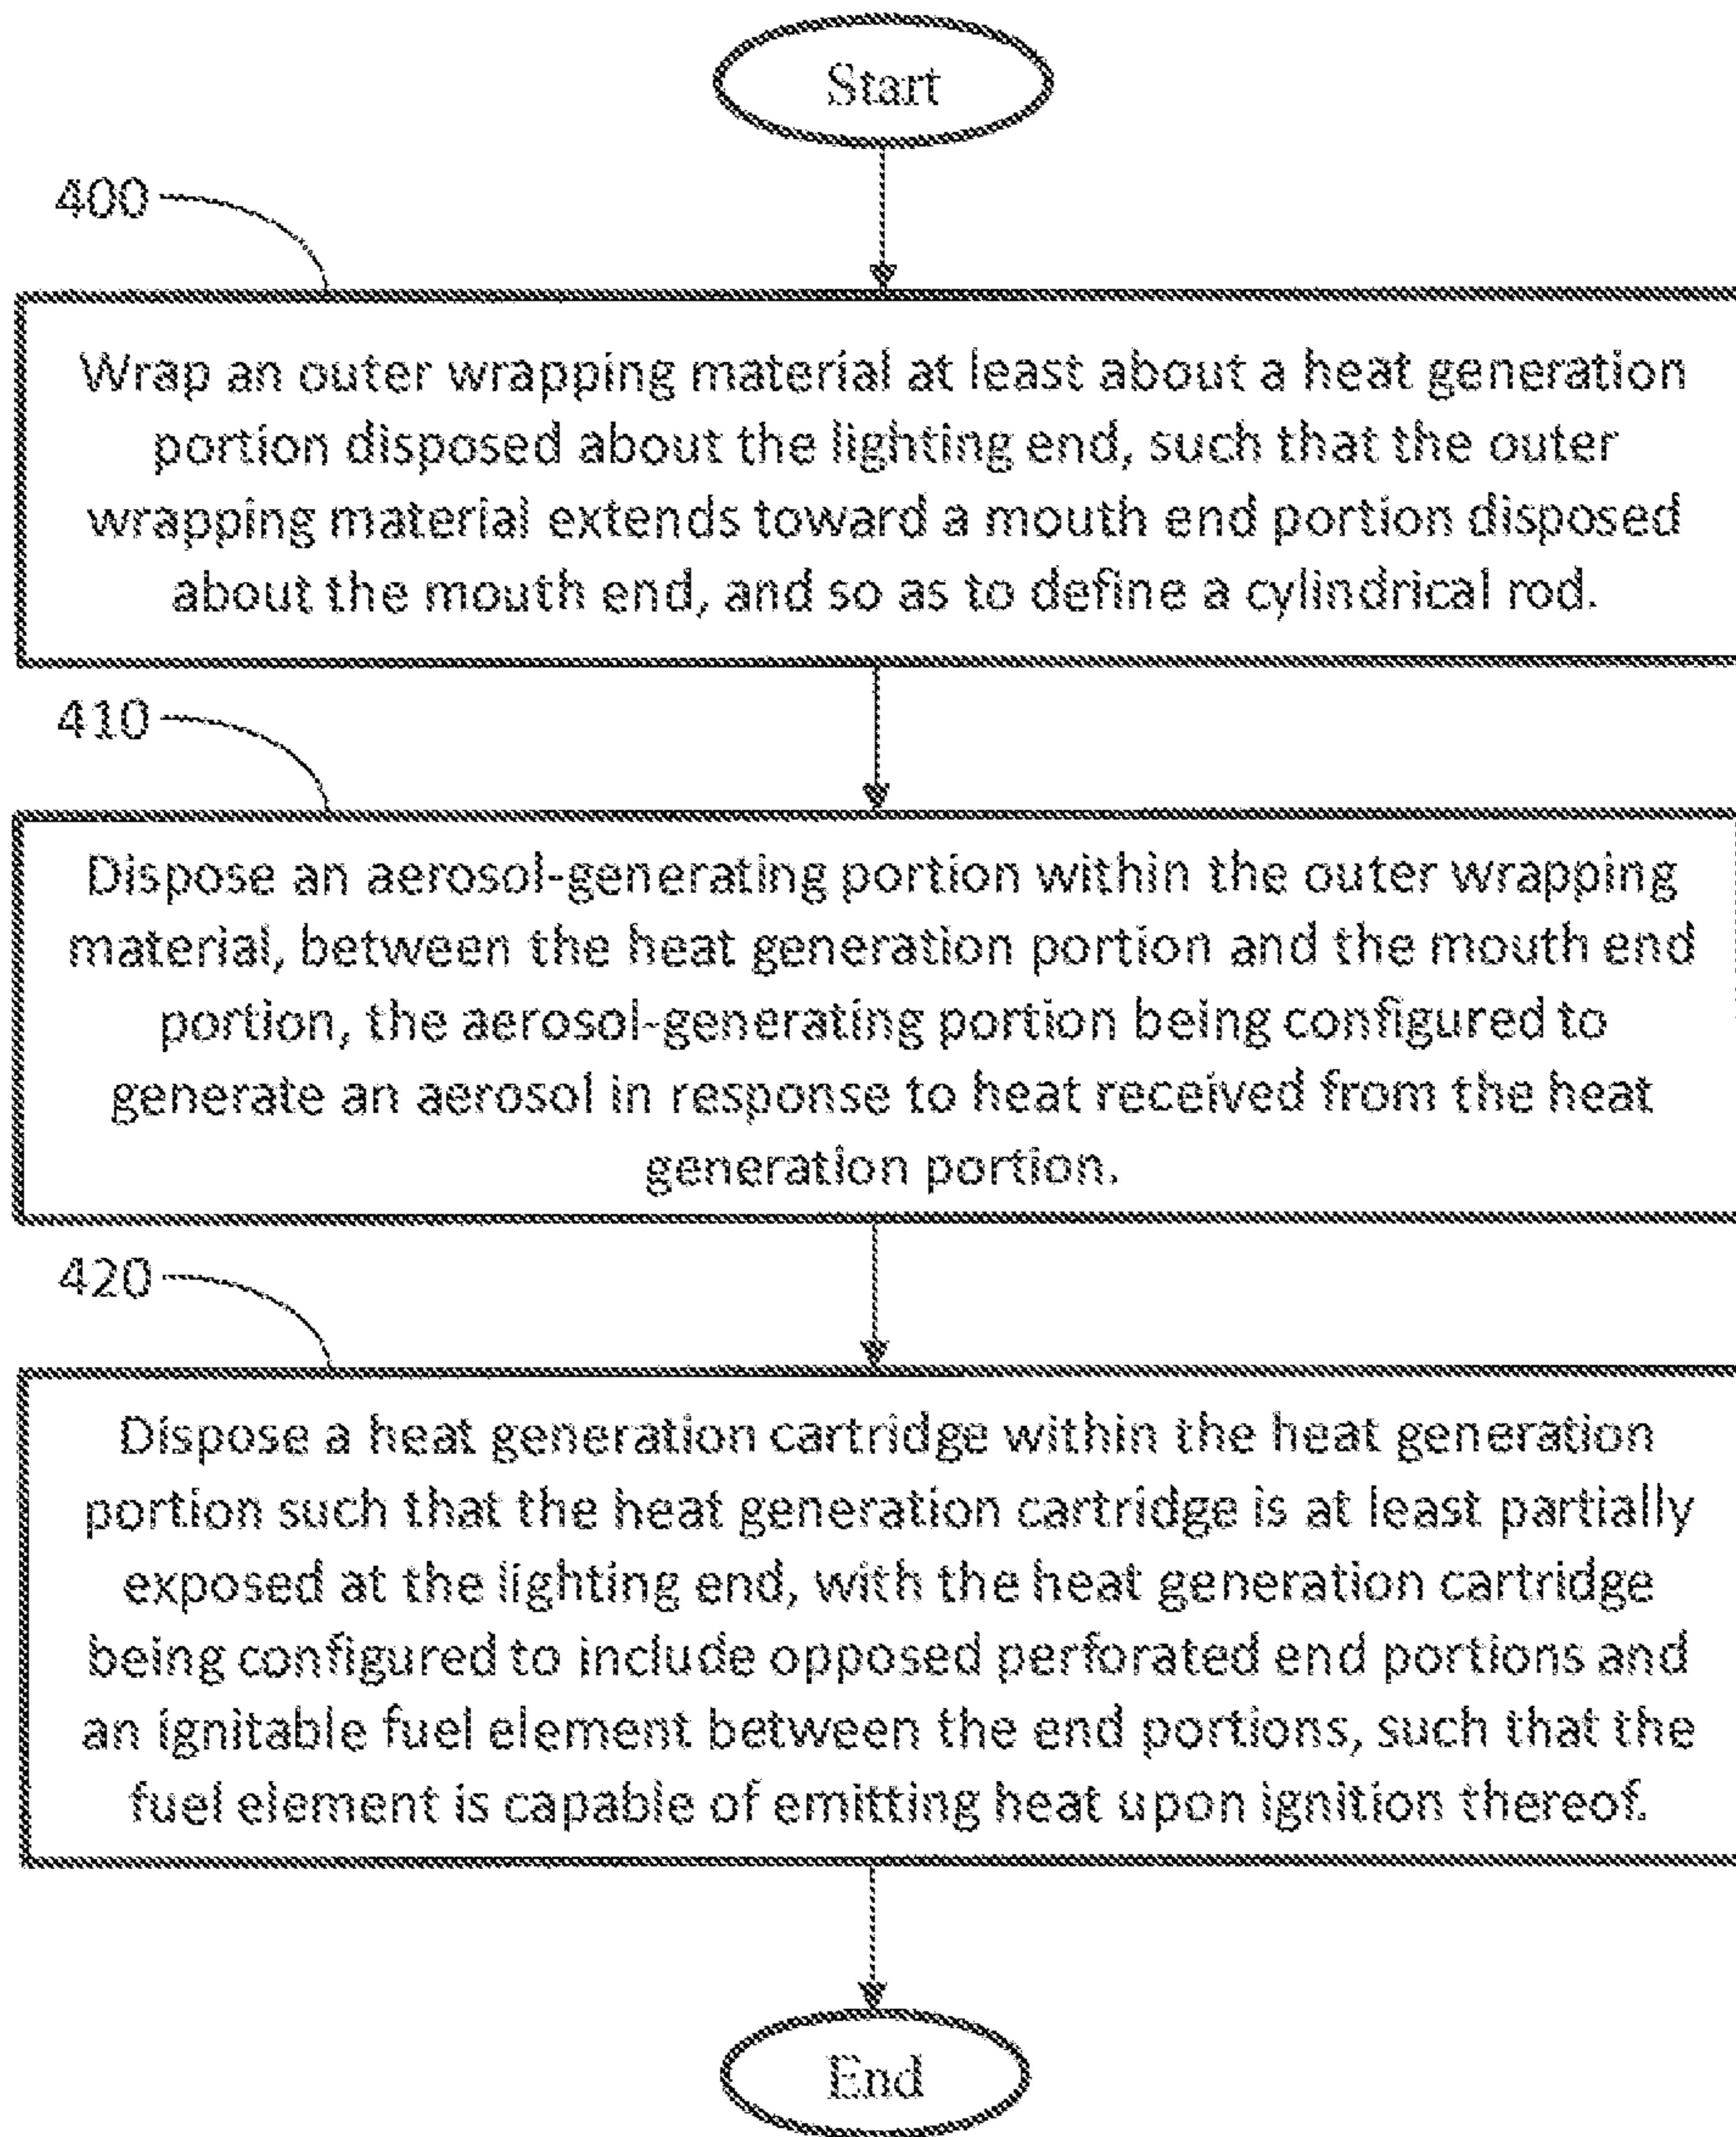 Start
400
Wrap an outer wrapping material at least about a heat generation
portion disposed about the lighting end, such that the outer
wrapping material extends toward a mouth end portion disposed
about the mouth end, and so as to define a cylindrical rod.
410
Dispose an aerosol-generating portion within the outer wrapping
material, between the heat generation portion and the mouth end
portion, the aerosol-generating portion being configured to
generate an aerosol in response to heat received from the heat
generation portion.
420
Dispose a heat generation cartridge within the heat generation
portion such that the heat generation cartridge is at least partially
exposed at the lighting end, with the heat generation cartridge
being configured to include opposed perforated end portions and
an ignitable fuel element between the end portions, such that the
fuel element is capable of emitting heat upon ignition thereof.
End